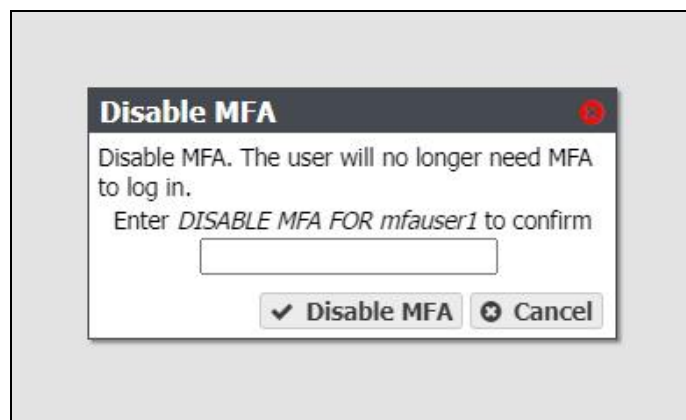 Disable MFA
Disable MFA. The user will no longer need MFA
to log in.
Enter DISABLE MFA FOR mfauser1 to confirm
Disable MFA Cancel